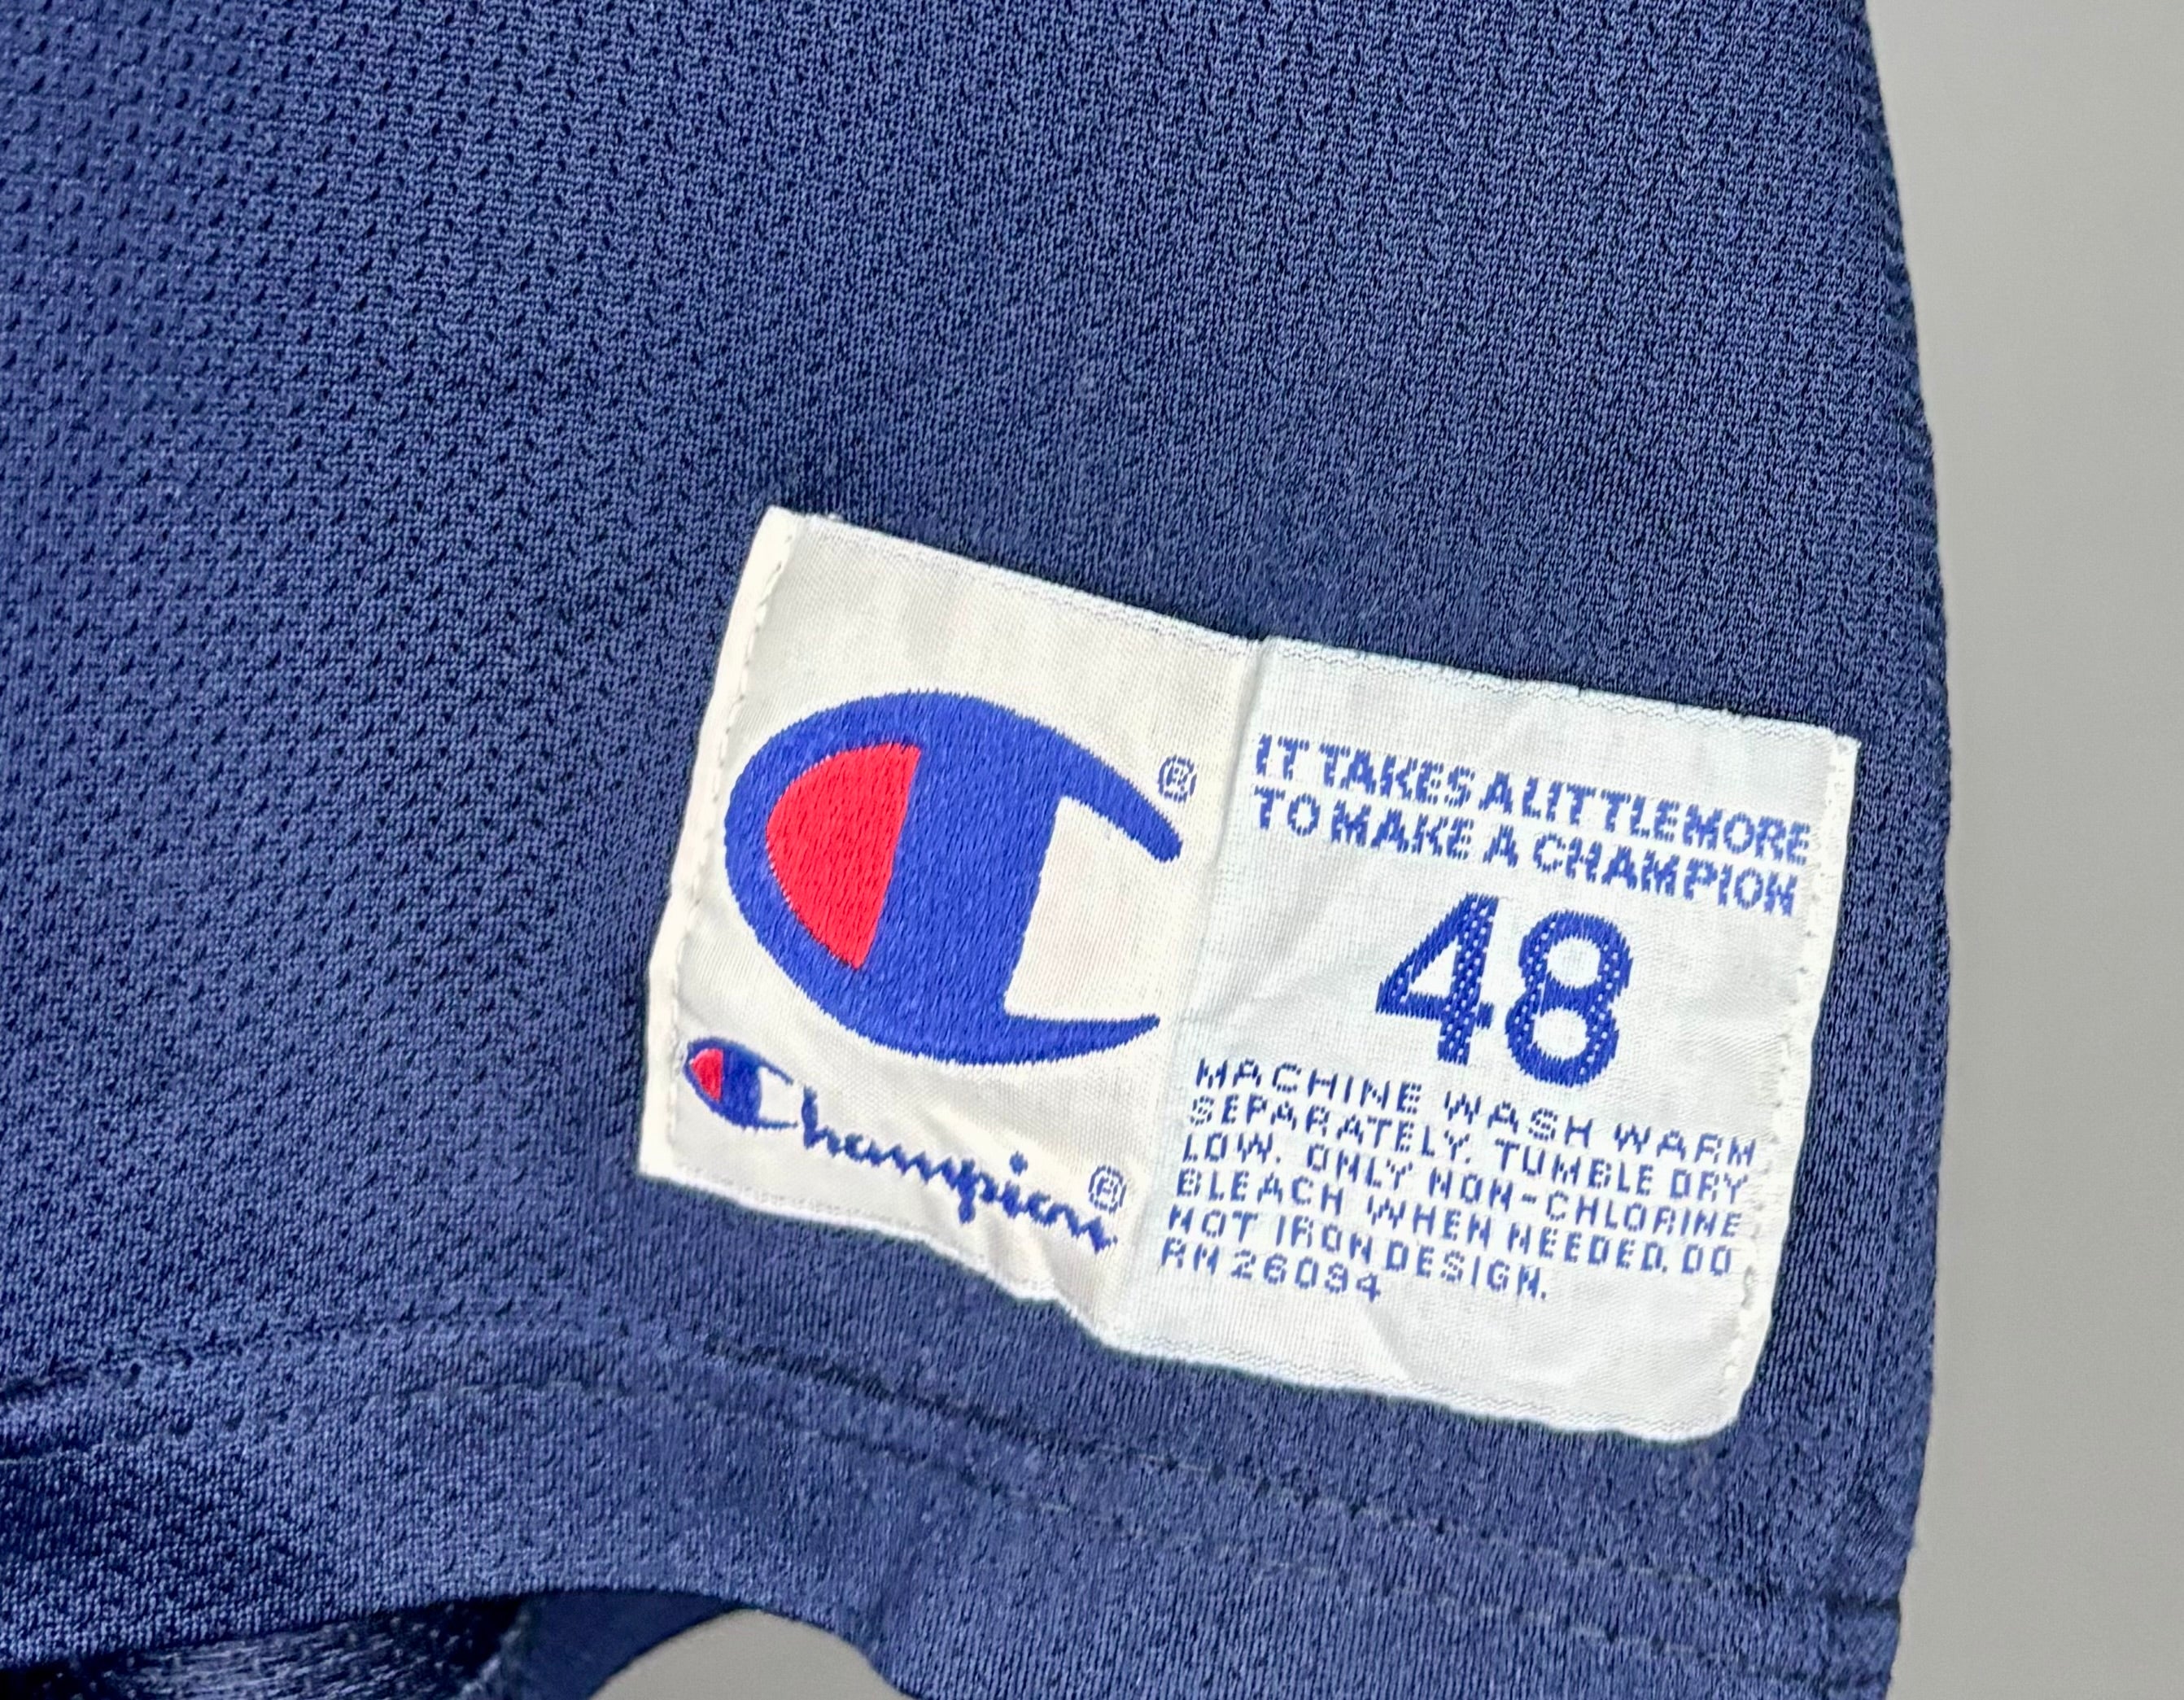 ®
Champion®
IT TAKES A LITTLE MORE
TO MAKE A CHAMPION
48
MACHINE WASH WARM
SEPARATELY. TUMBLE DRY
LOW. ONLY NON-CHLORINE
BLEACH WHEN NEEDED. DO
NOT IRON DESIGN.
RN 26094